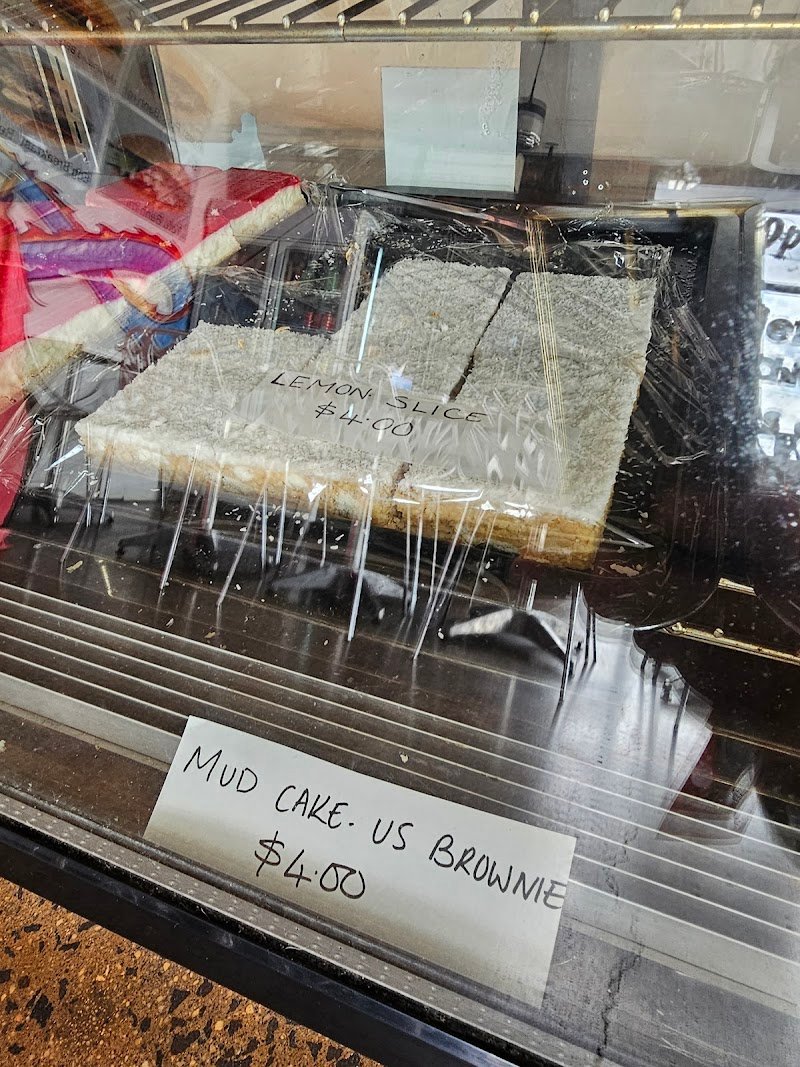 LEMON SLICE
$4.00
MUD CAKE. US BROWNIE
$4.00